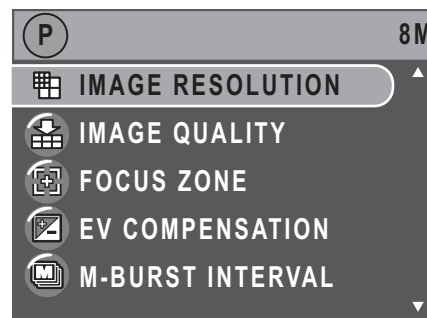 P 8M
IMAGE RESOLUTION
IMAGE QUALITY
FOCUS ZONE
EV COMPENSATION
M-BURST INTERVAL